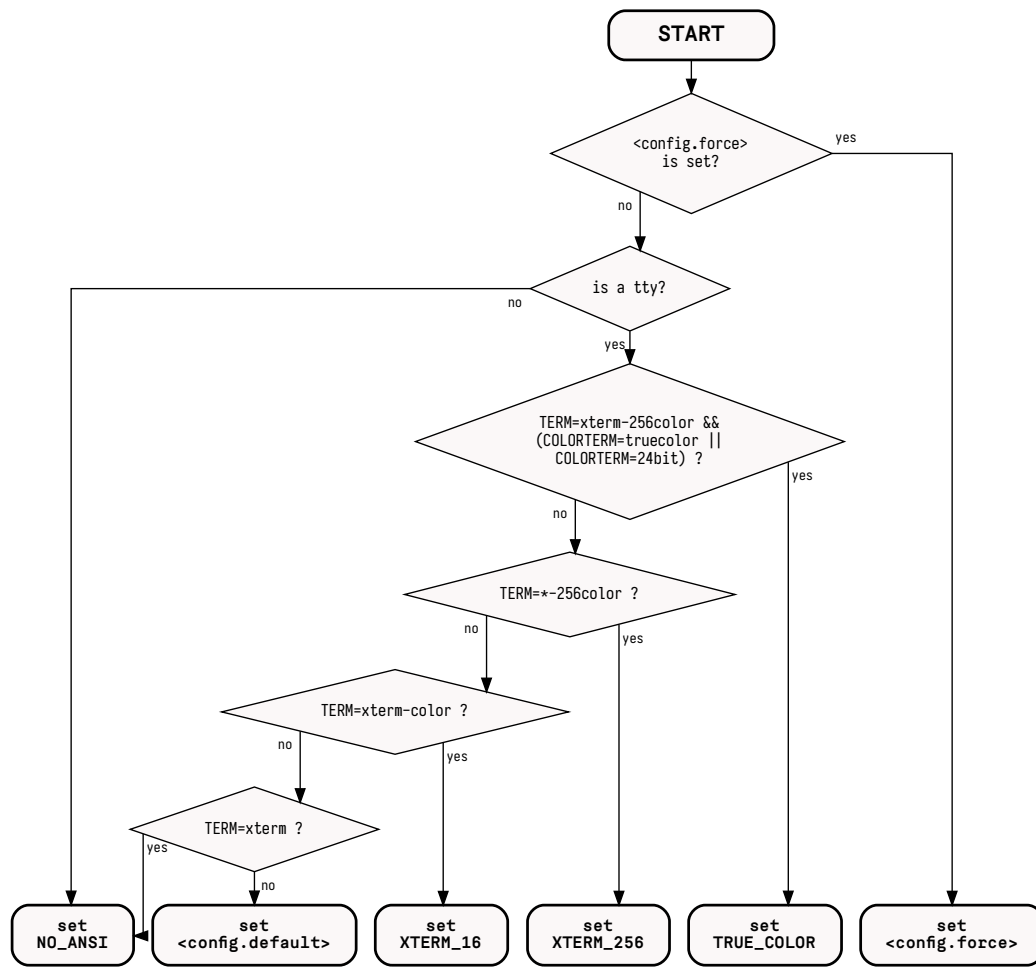 START
<config.force>
is set?
yes
no
is a tty?
no
yes
TERM=xterm-256color &&
(COLORTERM=truecolor ||
COLORTERM=24bit) ?
yes
no
TERM=*-256color ?
no
yes
TERM=xterm-color ?
no
yes
TERM=xterm ?
yes
no
set
NO_ANSI
set
<config.default>
set
XTERM_16
set
XTERM_256
set
TRUE_COLOR
set
<config.force>